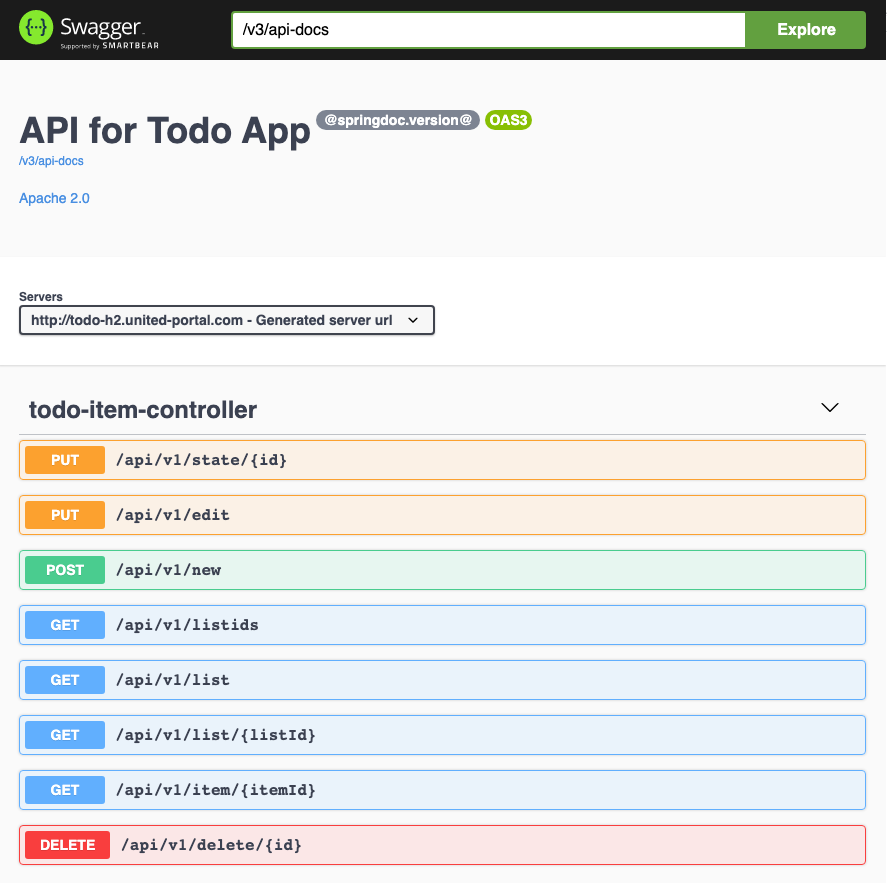 {···} Swagger
Supported by SMARTBEAR
/v3/api-docs Explore
API for Todo App @springdoc.version@ OAS3
/v3/api-docs
Apache 2.0
Servers
http://todo-h2.united-portal.com - Generated server url
todo-item-controller
PUT /api/v1/state/{id}
PUT /api/v1/edit
POST /api/v1/new
GET /api/v1/listids
GET /api/v1/list
GET /api/v1/list/{listId}
GET /api/v1/item/{itemId}
DELETE /api/v1/delete/{id}